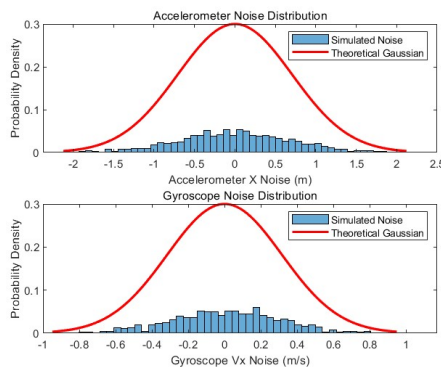 Accelerometer Noise Distribution
0.3
0.2
0.1
0
Probability Density
Simulated Noise
Theoretical Gaussian
-2 -1.5 -1 -0.5 0 0.5 1 1.5 2 2.5
Accelerometer X Noise (m)
Gyroscope Noise Distribution
0.3
0.2
0.1
0
Probability Density
Simulated Noise
Theoretical Gaussian
-1 -0.8 -0.6 -0.4 -0.2 0 0.2 0.4 0.6 0.8 1
Gyroscope Vx Noise (m/s)